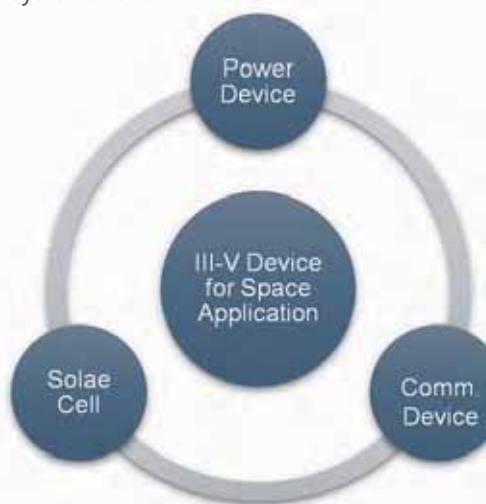 Power
Device
III-V Device
for Space
Application
Solae
Cell
Comm.
Device